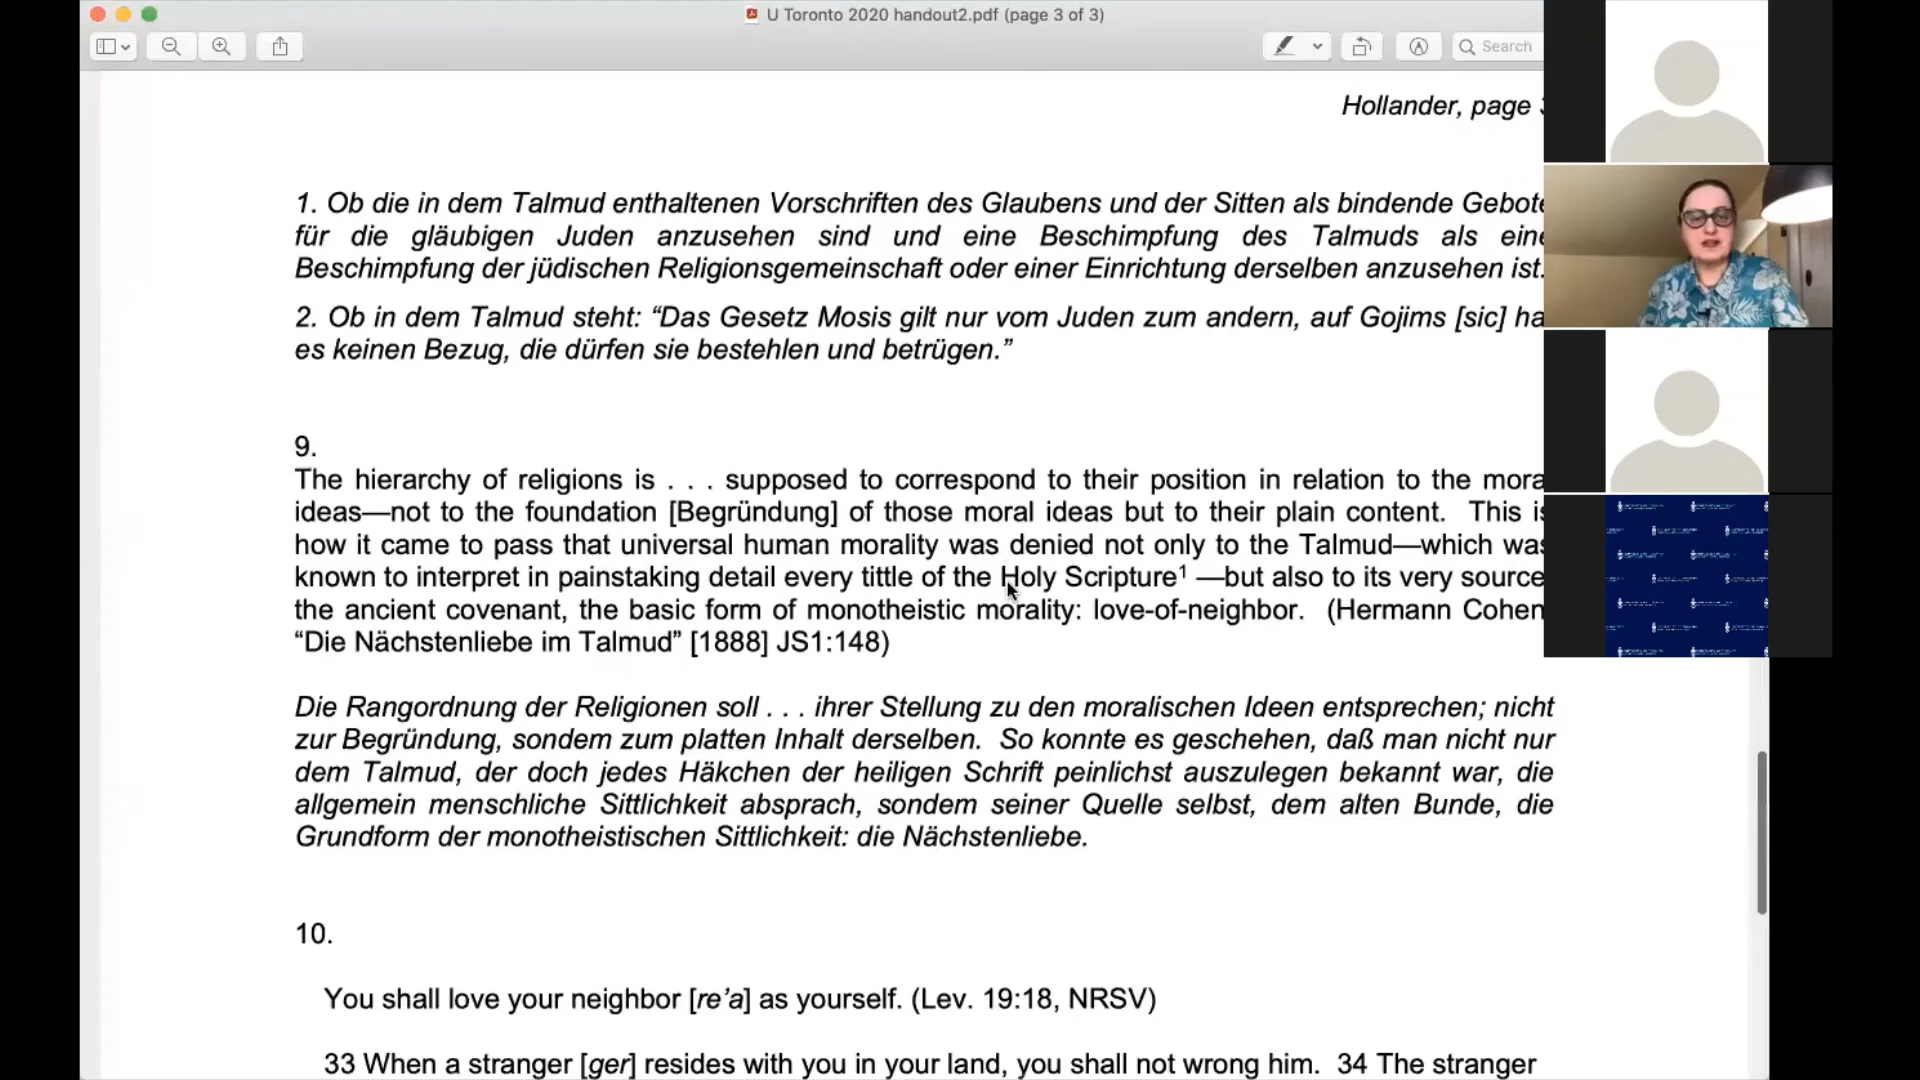 U Toronto 2020 handout2.pdf (page 3 of 3)
Search
Hollander, page
1. Ob die in dem Talmud enthaltenen Vorschriften des Glaubens und der Sitten als bindende Gebote
für die gläubigen Juden anzusehen sind und eine Beschimpfung des Talmuds als eine
Beschimpfung der jüdischen Religionsgemeinschaft oder einer Einrichtung derselben anzusehen ist.
2. Ob in dem Talmud steht: “Das Gesetz Mosis gilt nur vom Juden zum andern, auf Gojims [sic] ha
es keinen Bezug, die dürfen sie bestehlen und betrügen.”
9.
The hierarchy of religions is . . . supposed to correspond to their position in relation to the mora
ideas—not to the foundation [Begründung] of those moral ideas but to their plain content. This is
how it came to pass that universal human morality was denied not only to the Talmud—which was
known to interpret in painstaking detail every tittle of the Holy Scripture¹ —but also to its very source
the ancient covenant, the basic form of monotheistic morality: love-of-neighbor. (Hermann Cohen
“Die Nächstenliebe im Talmud” [1888] JS1:148)
Die Rangordnung der Religionen soll . . . ihrer Stellung zu den moralischen Ideen entsprechen; nicht
zur Begründung, sondem zum platten Inhalt derselben. So konnte es geschehen, daß man nicht nur
dem Talmud, der doch jedes Häkchen der heiligen Schrift peinlichst auszulegen bekannt war, die
allgemein menschliche Sittlichkeit absprach, sondem seiner Quelle selbst, dem alten Bunde, die
Grundform der monotheistischen Sittlichkeit: die Nächstenliebe.
10.
You shall love your neighbor [re’a] as yourself. (Lev. 19:18, NRSV)
33 When a stranger [ger] resides with you in your land, you shall not wrong him. 34 The stranger